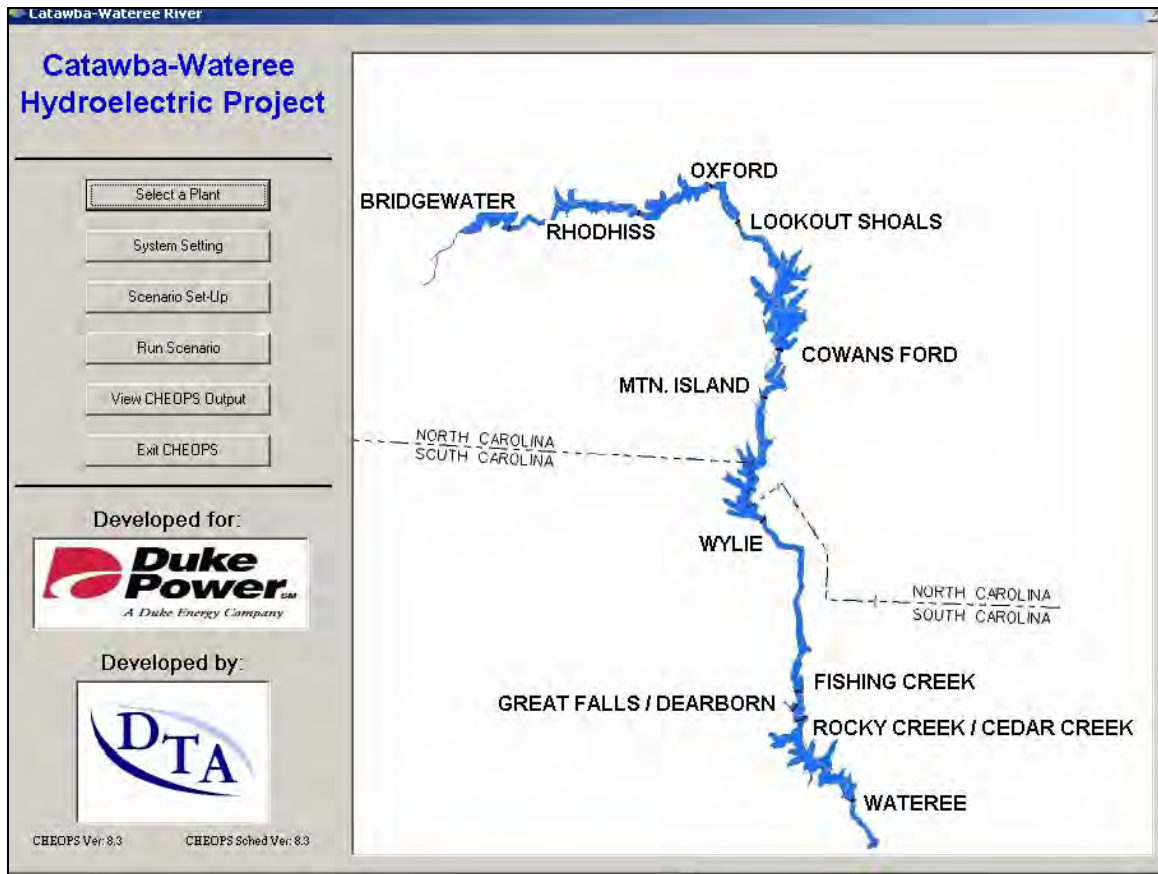 Catawba-Wateree River
Catawba-Wateree
Hydroelectric Project
Select a Plant
System Setting
Scenario Set-Up
Run Scenario
View CHEOPS Output
Exit CHEOPS
Developed for:
Duke
Power
SM
A Duke Energy Company
Developed by:
DTA
CHEOPS Ver: 8.3
CHEOPS Sched Ver: 8.3
OXFORD
BRIDGEWATER
RHODHISS
LOOKOUT SHOALS
COWANS FORD
MTN. ISLAND
NORTH CAROLINA
SOUTH CAROLINA
WYLIE
NORTH CAROLINA
SOUTH CAROLINA
FISHING CREEK
GREAT FALLS / DEARBORN
ROCKY CREEK / CEDAR CREEK
WATEREE